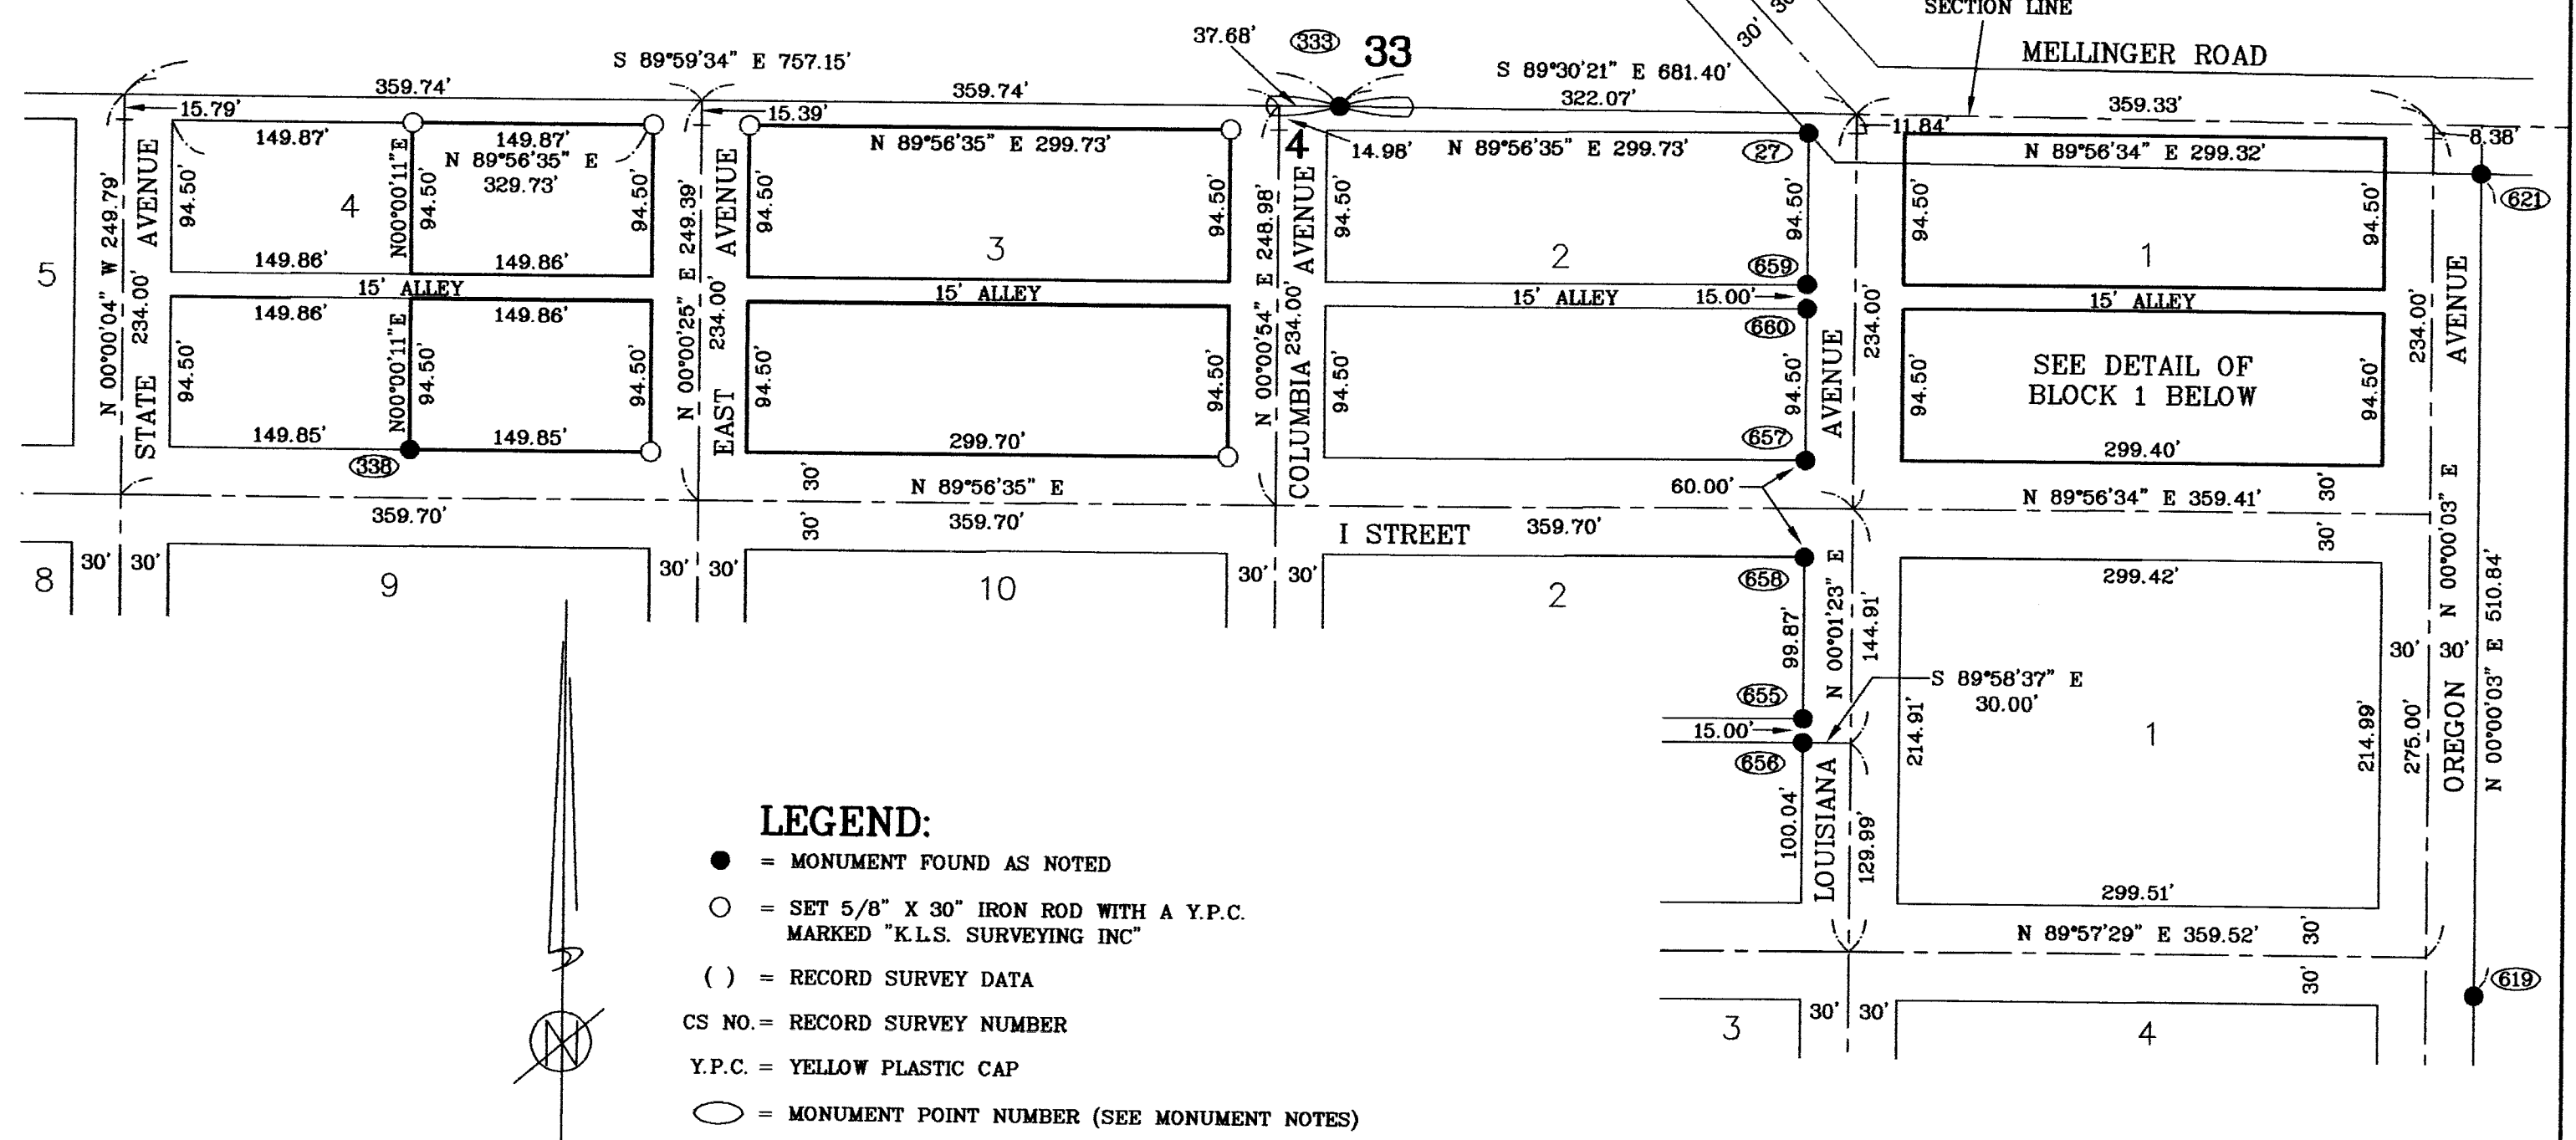 SECTION LINE
MELLINGER ROAD
30'
30'
37.68'
333
33
S 89°59'34" E 757.15'
S 89°30'21" E 681.40'
359.74'
359.74'
322.07'
359.33'
15.79'
15.39'
4
14.98'
11.84'
8.38'
149.87'
149.87'
N 89°56'35" E
329.73'
N 89°56'35" E 299.73'
N 89°56'35" E 299.73'
27
N 89°56'34" E 299.32'
621
N 00°00'04" W 249.79'
STATE AVENUE
234.00'
94.50'
4
N00°00'11"E
94.50'
94.50'
N 00°00'25" E 249.39'
EAST AVENUE
234.00'
94.50'
3
94.50'
N 00°00'54" E 248.98'
COLUMBIA AVENUE
234.00'
94.50'
2
94.50'
659
94.50'
1
94.50'
5
149.86'
149.86'
15' ALLEY
15' ALLEY
15' ALLEY
15.00'
15' ALLEY
149.86'
149.86'
660
94.50'
N00°00'11"E
94.50'
94.50'
94.50'
94.50'
94.50'
94.50'
AVENUE
234.00'
94.50'
SEE DETAIL OF
BLOCK 1 BELOW
94.50'
234.00'
AVENUE
149.85'
149.85'
299.70'
657
299.40'
338
30'
N 89°56'35" E
60.00'
N 89°56'34" E 359.41'
30'
359.70'
30'
359.70'
I STREET
359.70'
30'
8
30'
30'
9
30'
30'
10
30'
30'
2
658
299.42'
99.87'
N 00°01'23" E
144.91'
N 00°00'03" E
N 00°00'03" E 510.84'
655
S 89°58'37" E
30.00'
15.00'
656
214.91'
1
214.99'
275.00'
30'
30'
OREGON
100.04'
LOUISIANA
129.99'
299.51'
N 89°57'29" E 359.52'
30'
30'
619
3
30'
30'
4
N
LEGEND:
= MONUMENT FOUND AS NOTED
= SET 5/8" X 30" IRON ROD WITH A Y.P.C.
MARKED "K.L.S. SURVEYING INC"
( ) = RECORD SURVEY DATA
CS NO.= RECORD SURVEY NUMBER
Y.P.C. = YELLOW PLASTIC CAP
= MONUMENT POINT NUMBER (SEE MONUMENT NOTES)